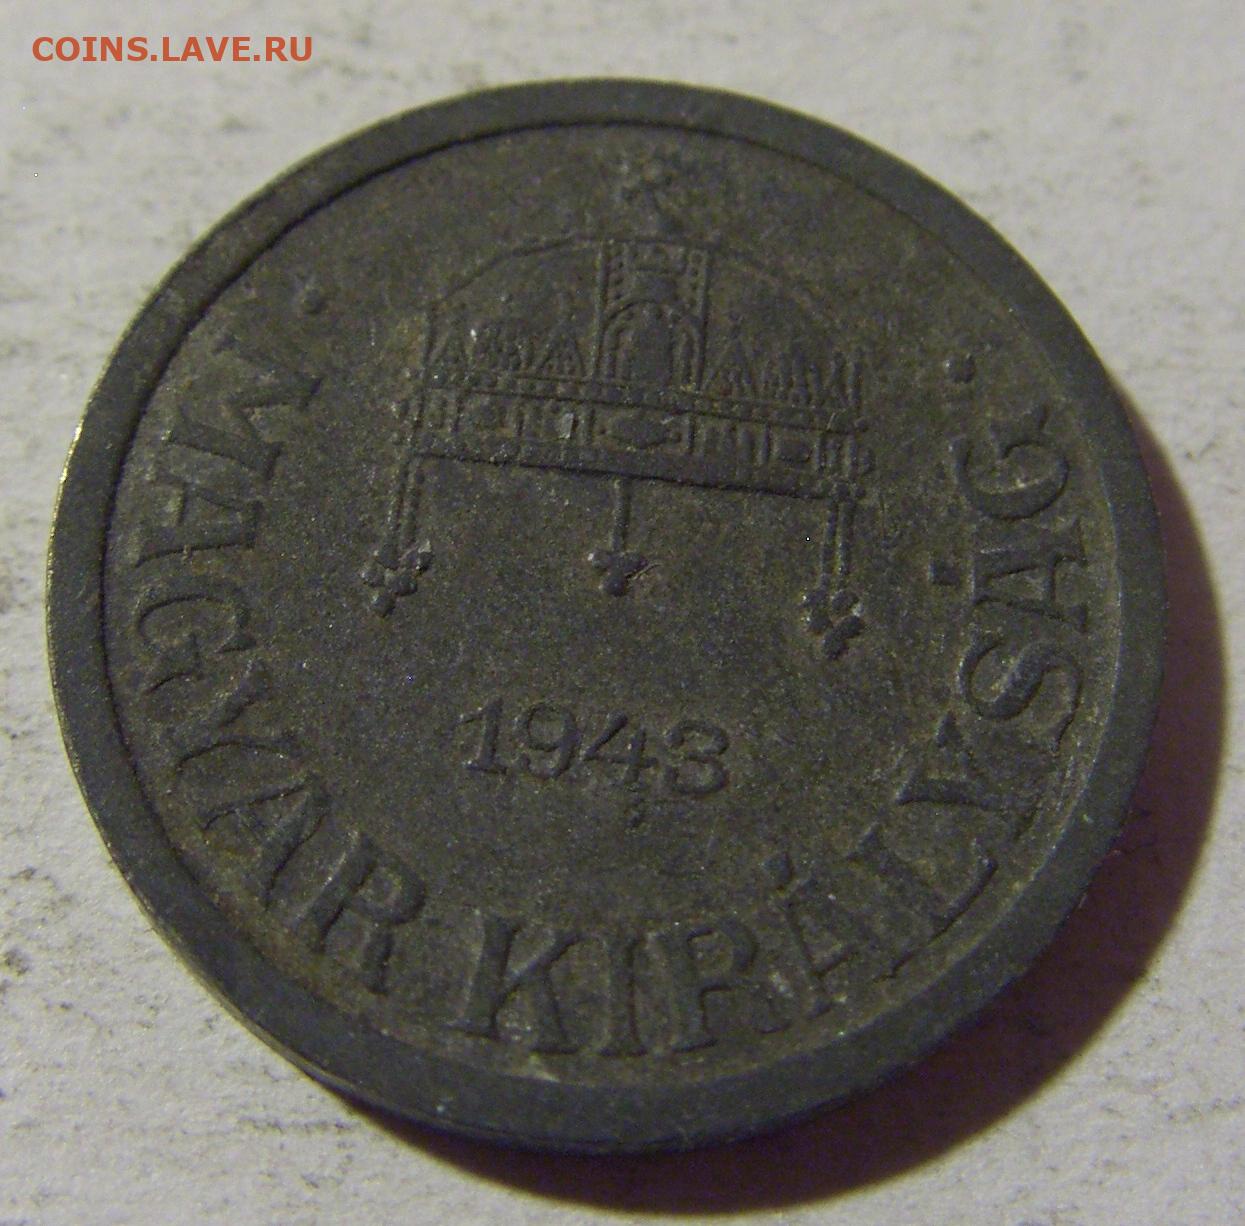 COINS.LAVE.RU
· MAGYAR KIRÁLYSÁG ·
1943